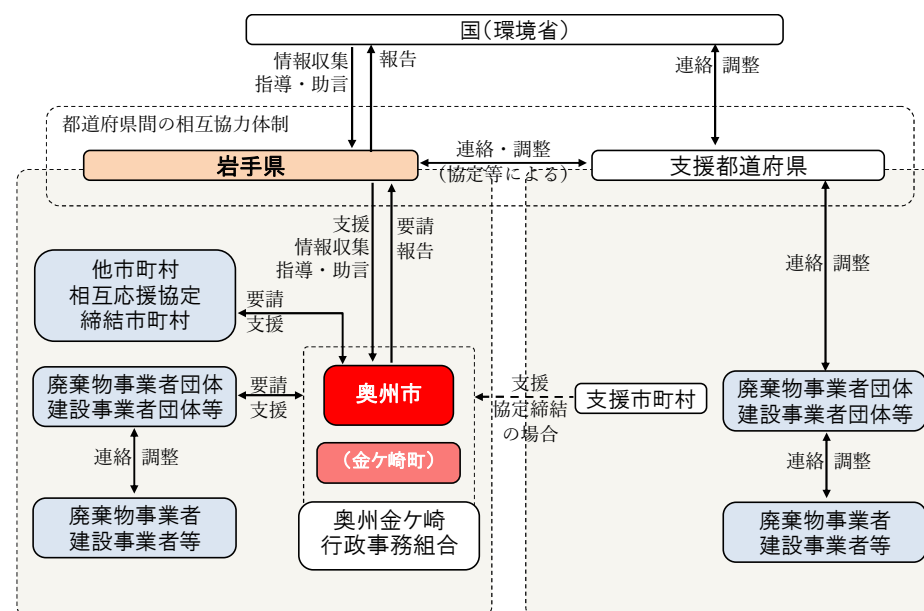 国(環境省)
情報収集
指導・助言
報告
連絡 調整
都道府県間の相互協力体制
岩手県
連絡・調整
(協定等による)
支援都道府県
支援
情報収集
指導・助言
要請
報告
連絡 調整
他市町村
相互応援協定
締結市町村
要請
支援
廃棄物事業者団体
建設事業者団体等
要請
支援
奥州市
支援
協定締結
の場合
支援市町村
廃棄物事業者団体
建設事業者団体等
(金ケ崎町)
連絡 調整
連絡 調整
廃棄物事業者
建設事業者等
奥州金ケ崎
行政事務組合
廃棄物事業者
建設事業者等